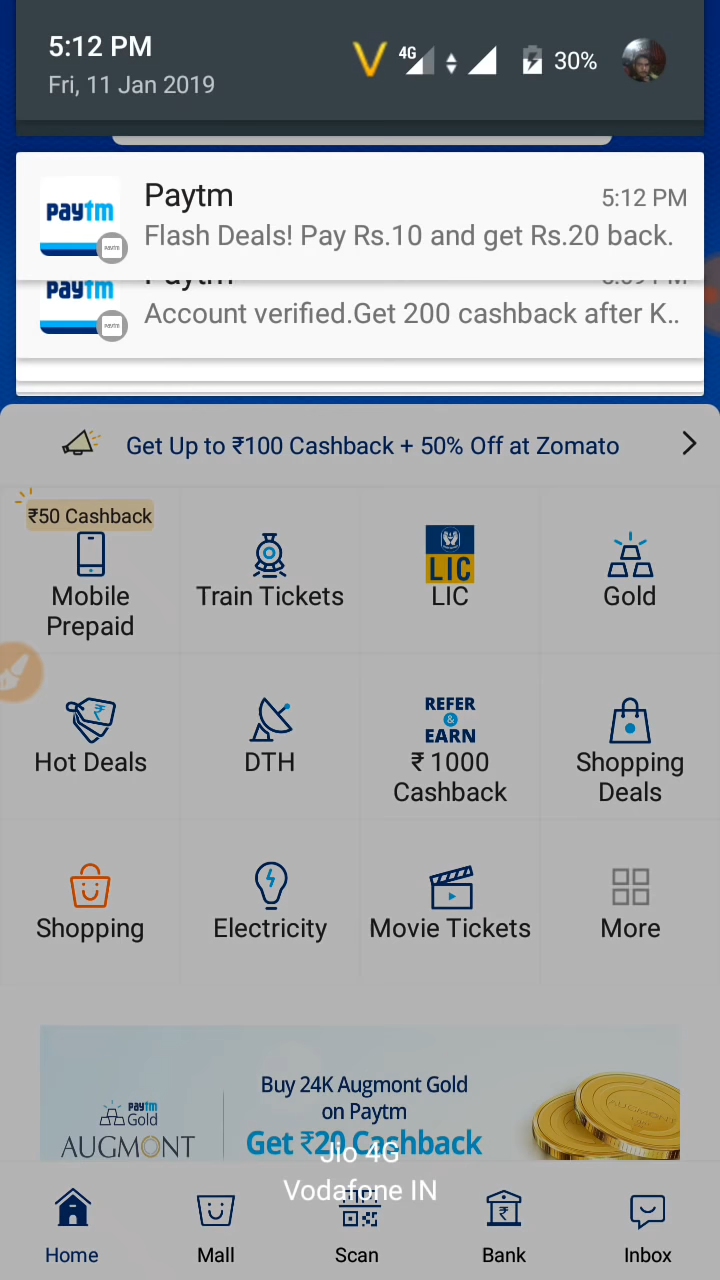 5:12 PM
4G
30%
Fri, 11 Jan 2019
Paytm
5:12 PM
paytm
Flash Deals! Pay Rs.10 and get Rs.20 back.
Paytm
paytm
Account verified.Get 200 cashback after K..
Get Up to ₹100 Cashback + 50% Off at Zomato
₹50 Cashback
Mobile
Prepaid
Train Tickets
LIC
LIC
Gold
Hot Deals
DTH
REFER
&
EARN
₹ 1000
Cashback
Shopping
Deals
Shopping
Electricity
Movie Tickets
More
paytm
Gold
AUGMONT
Buy 24K Augmont Gold
on Paytm
Get ₹20 Cashback
AUGMONT
Jio 4G
Vodafone IN
Home
Mall
Scan
Bank
Inbox